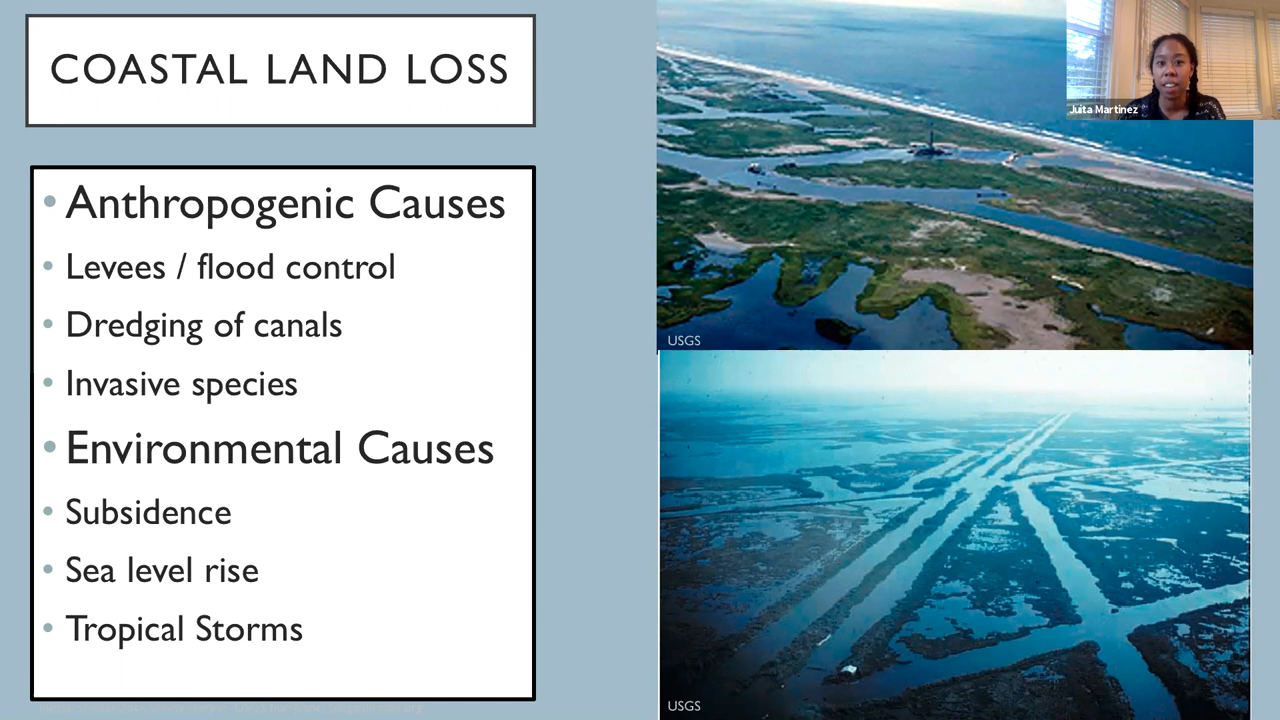 COASTAL LAND LOSS
Juita Martinez
• Anthropogenic Causes
• Levees / flood control
• Dredging of canals
• Invasive species
• Environmental Causes
• Subsidence
• Sea level rise
• Tropical Storms
USGS
USGS